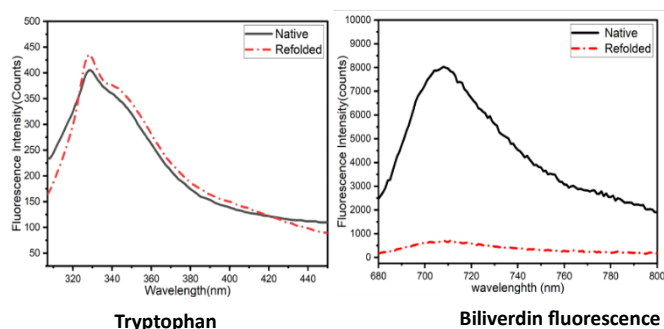 500
450
400
350
300
250
200
150
100
50
Fluorescence Intensity(Counts)
Native
Refolded
320 340 360 380 400 420 440
Wavelegth(nm)
Tryptophan
10000
9000
8000
7000
6000
5000
4000
3000
2000
1000
0
Fluorescence Intensity (Counts)
Native
Refolded
680 700 720 740 760 780 800
wavelenghth (nm)
Biliverdin fluorescence